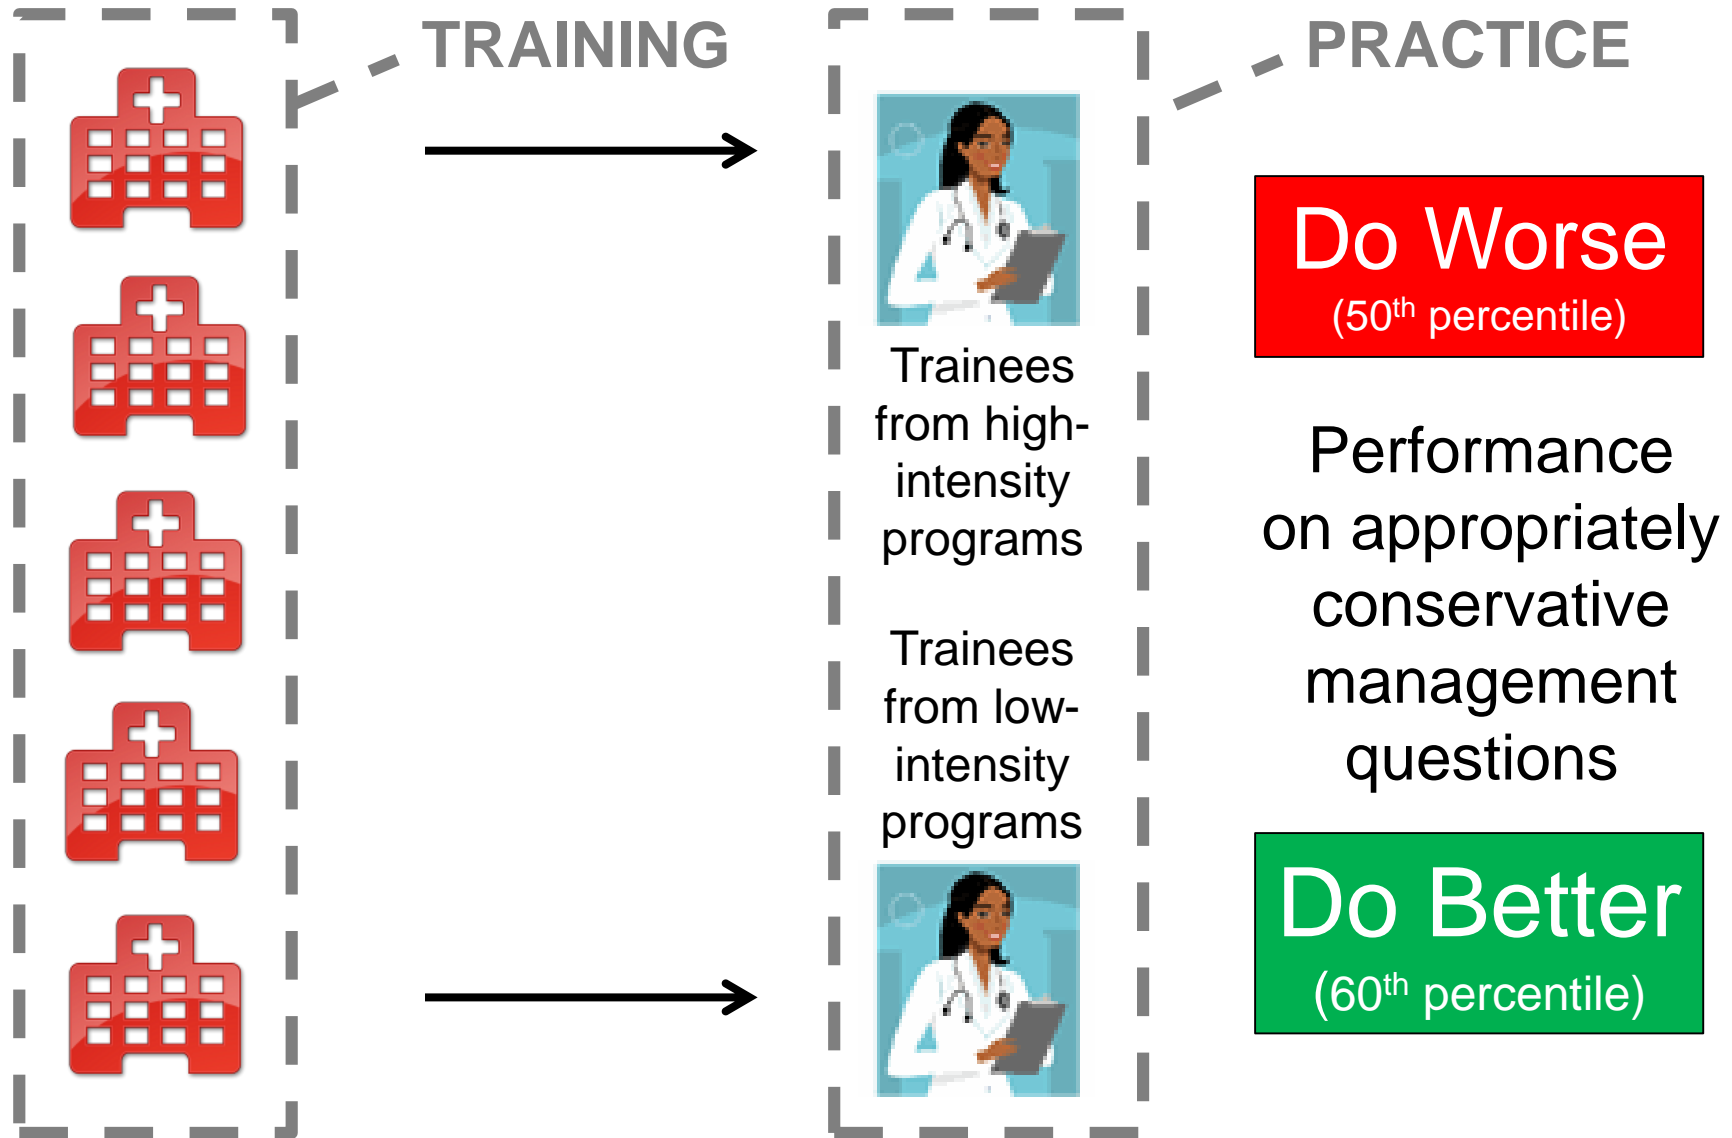 TRAINING
PRACTICE
Trainees
from high-
intensity
programs
Trainees
from low-
intensity
programs
Do Worse
(50th percentile)
Performance
on appropriately
conservative
management
questions
Do Better
(60th percentile)